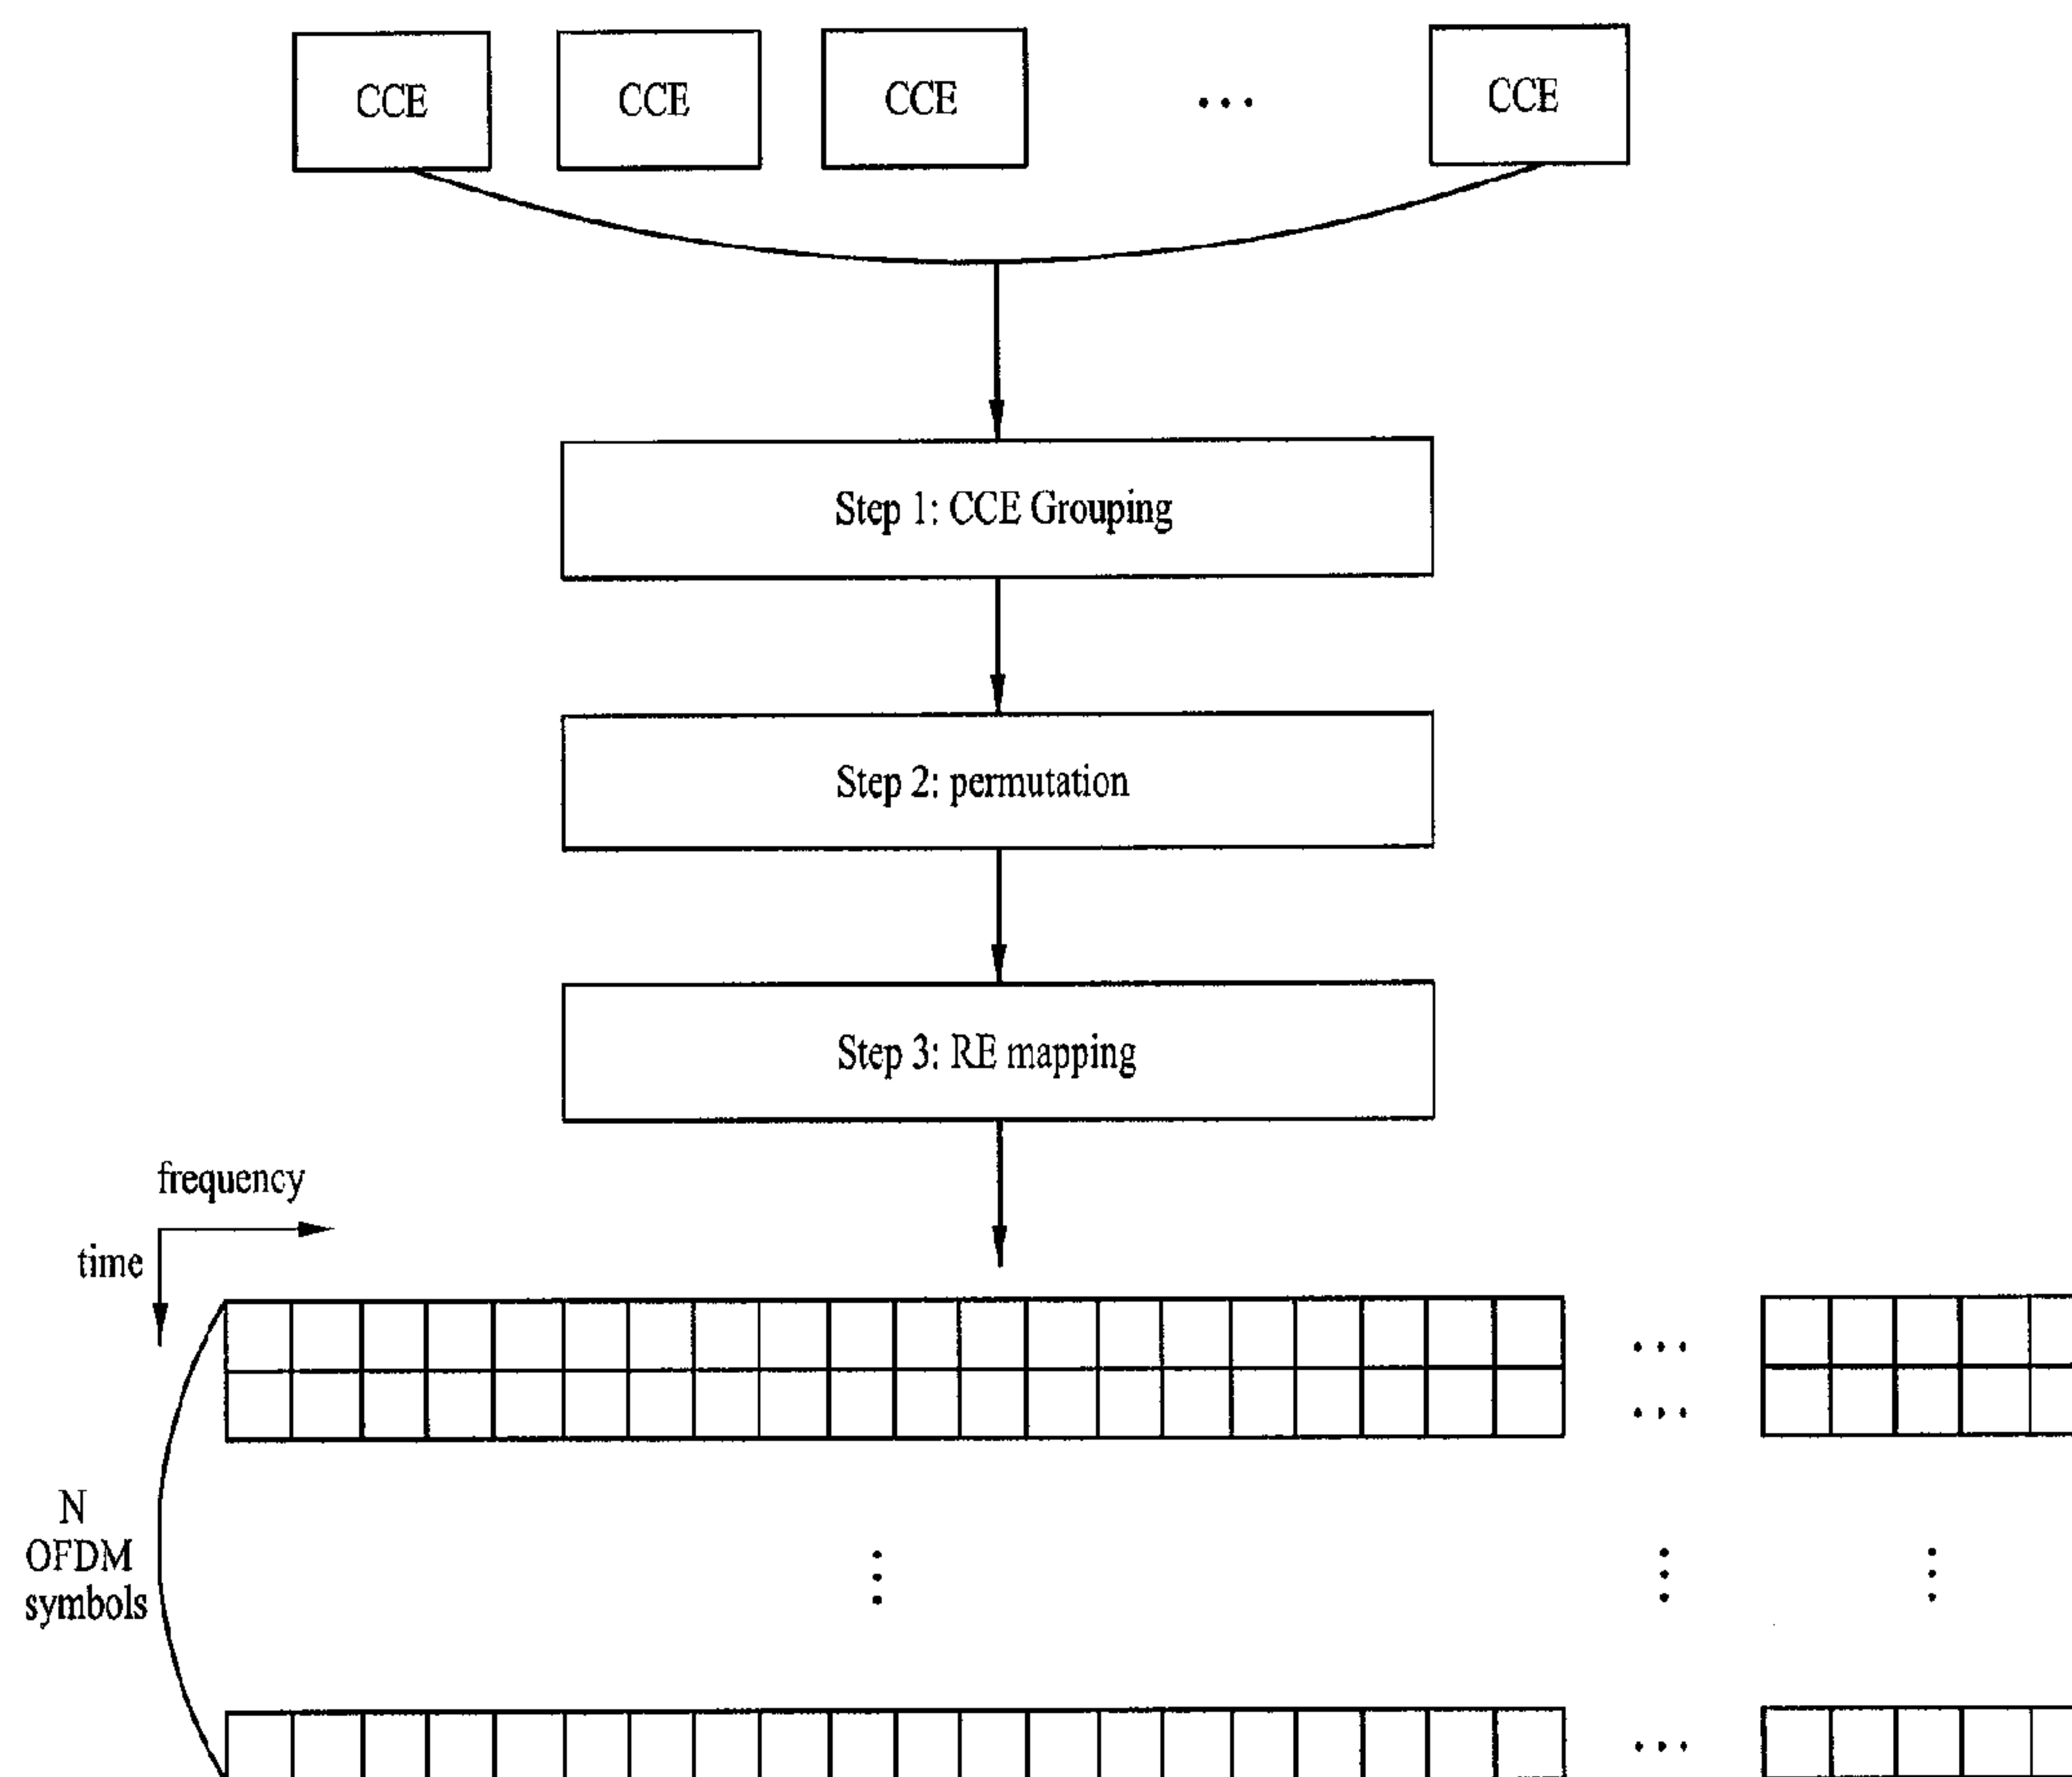 CCE CCE CCE ... CCE
Step 1: CCE Grouping
Step 2: permutation
Step 3: RE mapping
frequency
time
...
...
N
OFDM
symbols
...